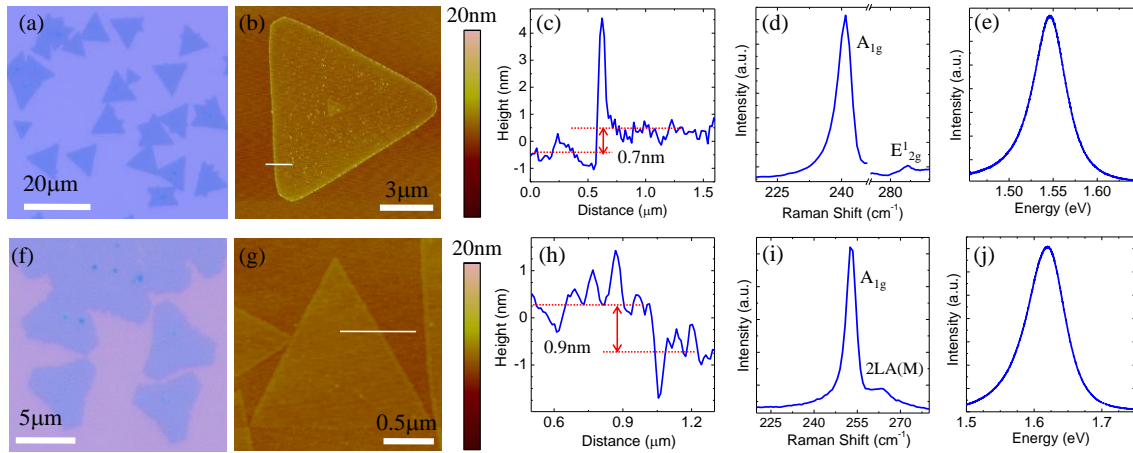 (a)
20μm
(b)
3μm
20nm
(c)
Height (nm)
4
3
2
1
0
-1
0.7nm
0.0 0.5 1.0 1.5
Distance (μm)
(d)
Intensity (a.u.)
A1g
E¹2g
225 240 280
Raman Shift (cm⁻¹)
(e)
Intensity (a.u.)
1.50 1.55 1.60
Energy (eV)
(f)
5μm
(g)
0.5μm
20nm
(h)
Height (nm)
1
0
-1
0.9nm
0.6 0.9 1.2
Distance (μm)
(i)
Intensity (a.u.)
A1g
2LA(M)
225 240 255 270
Raman Shift (cm⁻¹)
(j)
Intensity (a.u.)
1.5 1.6 1.7
Energy (eV)